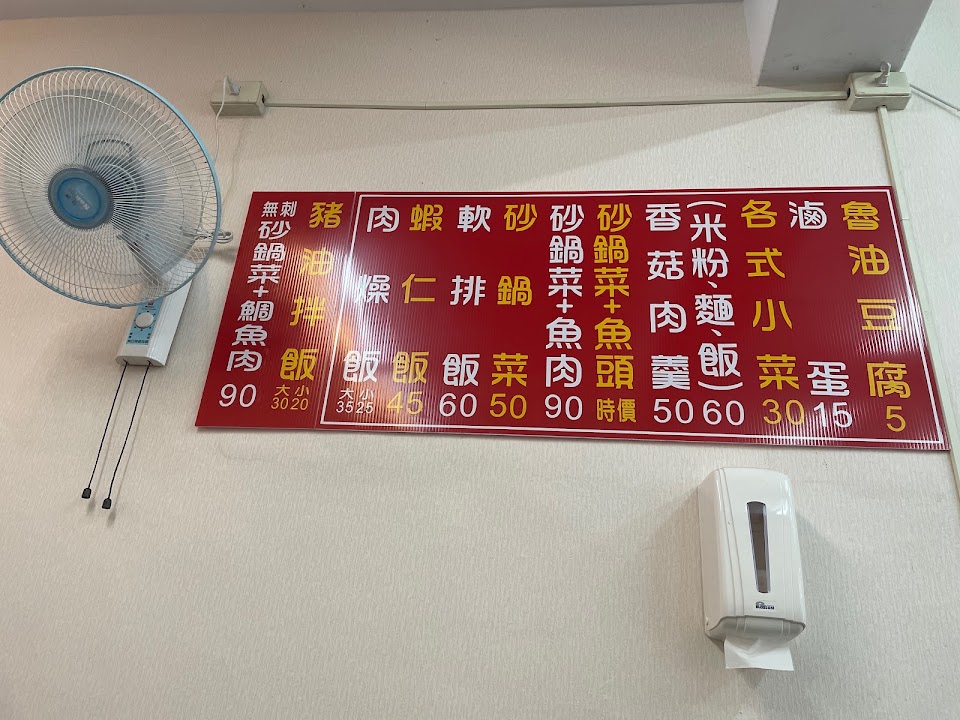 無刺砂鍋菜+鯛魚肉 90
豬油拌飯 大30 小20
肉燥飯 大35 小25
蝦仁飯 45
軟排飯 60
砂鍋菜 50
砂鍋菜+魚肉 90
砂鍋菜+魚頭 時價
香菇肉羹 50
(米粉、麵、飯) 60
各式小菜 30
滷蛋 15
魯油豆腐 5